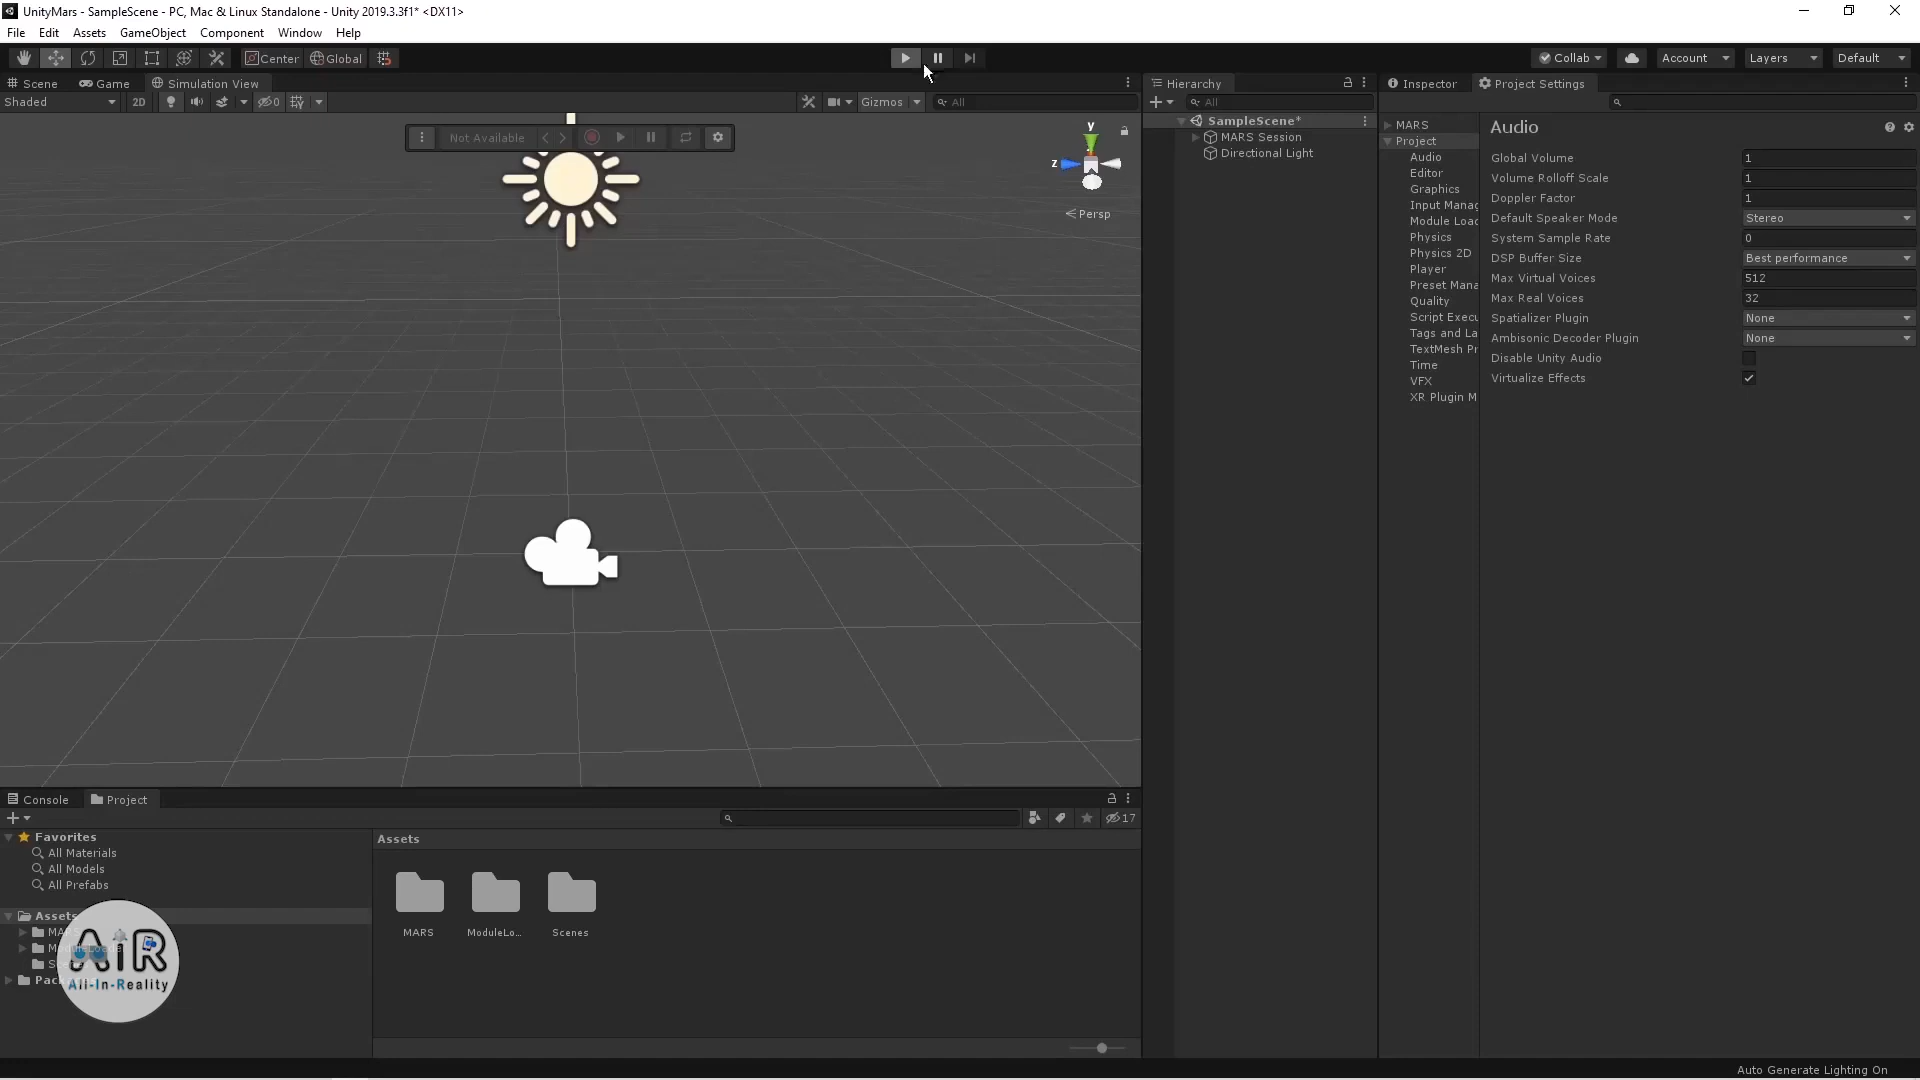 UnityMars - SampleScene - PC, Mac & Linux Standalone - Unity 2019.3.3f1* <DX11>
File Edit Assets GameObject Component Window Help
Center Global Collab Account Layers Default
Scene Game Simulation View
Shaded 2D 0 Gizmos All
Not Available
y
z
Persp
Hierarchy
All
SampleScene*
MARS Session
Directional Light
Inspector Project Settings
MARS
Project
Audio
Editor
Graphics
Input Manag
Module Load
Physics
Physics 2D
Player
Preset Mana
Quality
Script Execu
Tags and La
TextMesh Pr
Time
VFX
XR Plugin M
Audio
Global Volume 1
Volume Rolloff Scale 1
Doppler Factor 1
Default Speaker Mode Stereo
System Sample Rate 0
DSP Buffer Size Best performance
Max Virtual Voices 512
Max Real Voices 32
Spatializer Plugin None
Ambisonic Decoder Plugin None
Disable Unity Audio
Virtualize Effects
Console Project
17
Favorites
All Materials
All Models
All Prefabs
Assets
Assets
MARS ModuleLo... Scenes
AiR
All-In-Reality
Auto Generate Lighting On